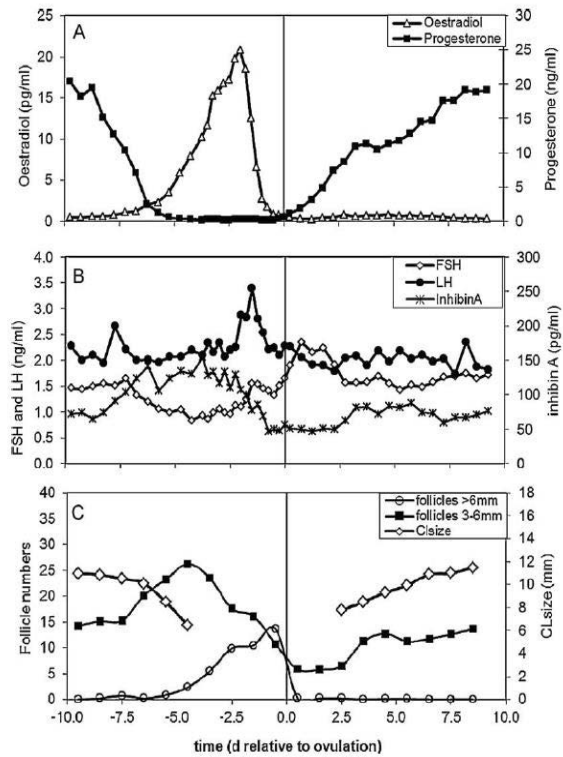 A
Oestradiol
Progesterone
Oestradiol (pg/ml)
25
20
15
10
5
0
Progesterone (ng/ml)
30
25
20
15
10
5
0
B
FSH
LH
InhibinA
FSH and LH (ng/ml)
4.0
3.5
3.0
2.5
2.0
1.5
1.0
0.5
0.0
inhibin A (pg/ml)
300
250
200
150
100
50
0
C
follicles >6mm
follicles 3-6mm
Clsize
Follicle numbers
40
35
30
25
20
15
10
5
0
CLsize (mm)
18
16
14
12
10
8
6
4
2
0
-10.0 -7.5 -5.0 -2.5 0.0 2.5 5.0 7.5 10.0
time (d relative to ovulation)